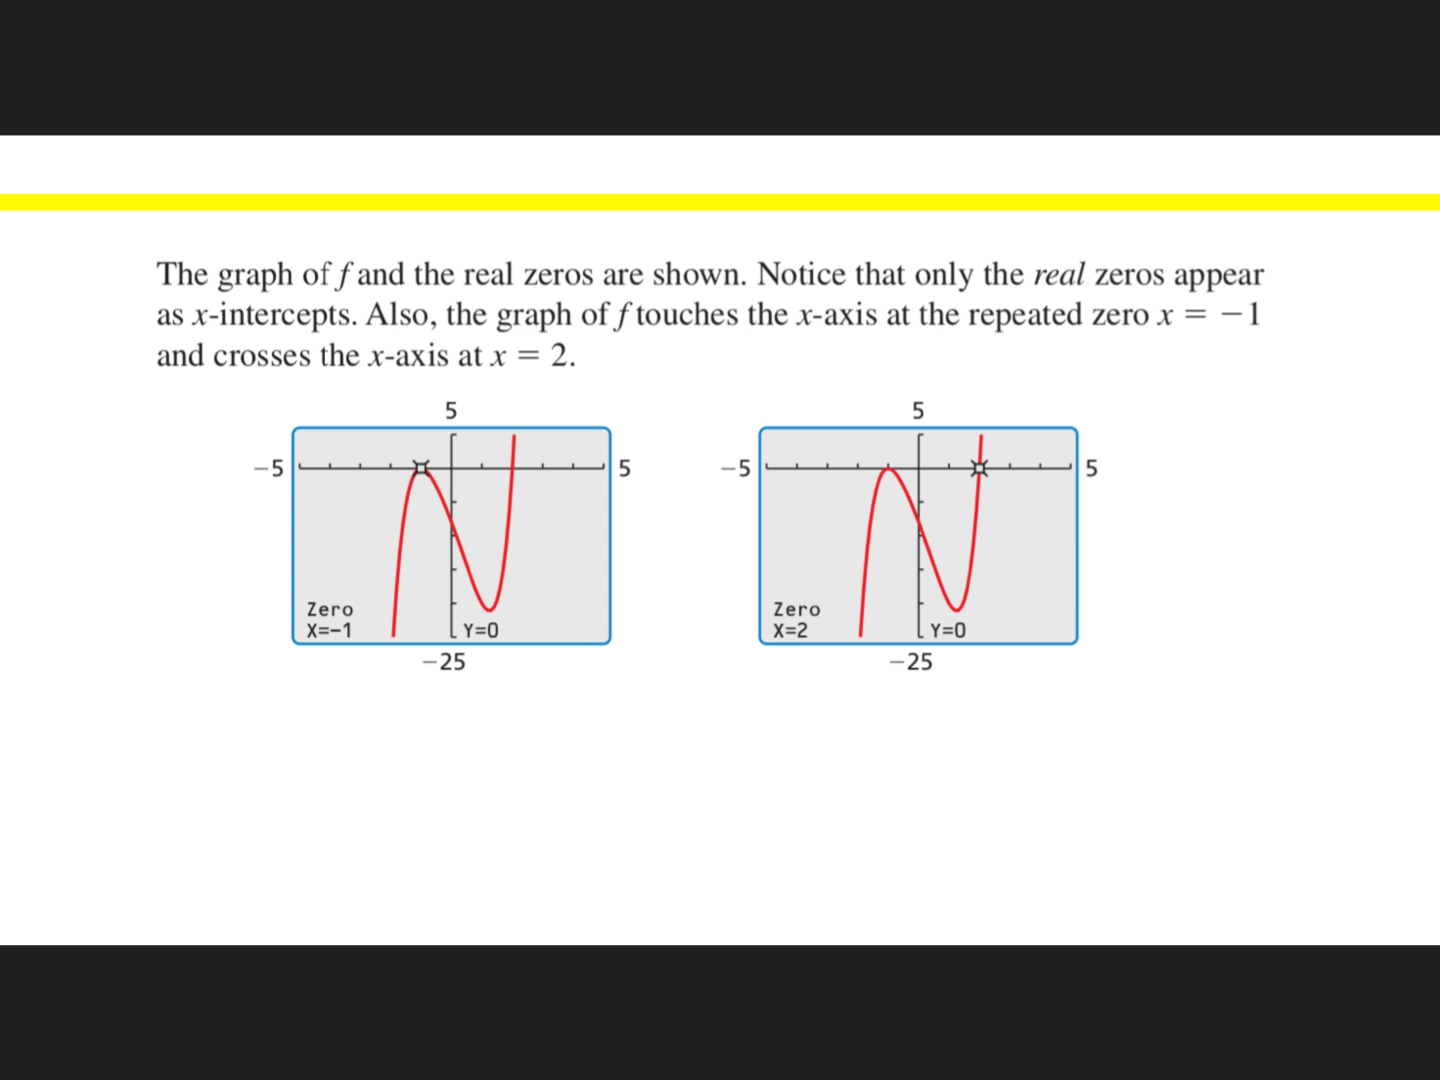 The graph of f and the real zeros are shown. Notice that only the real zeros appear
as x-intercepts. Also, the graph of f touches the x-axis at the repeated zero x = −1
and crosses the x-axis at x = 2.
5
5
−5
5
−5
5
Zero
X=−1
Y=0
Zero
X=2
Y=0
−25
−25